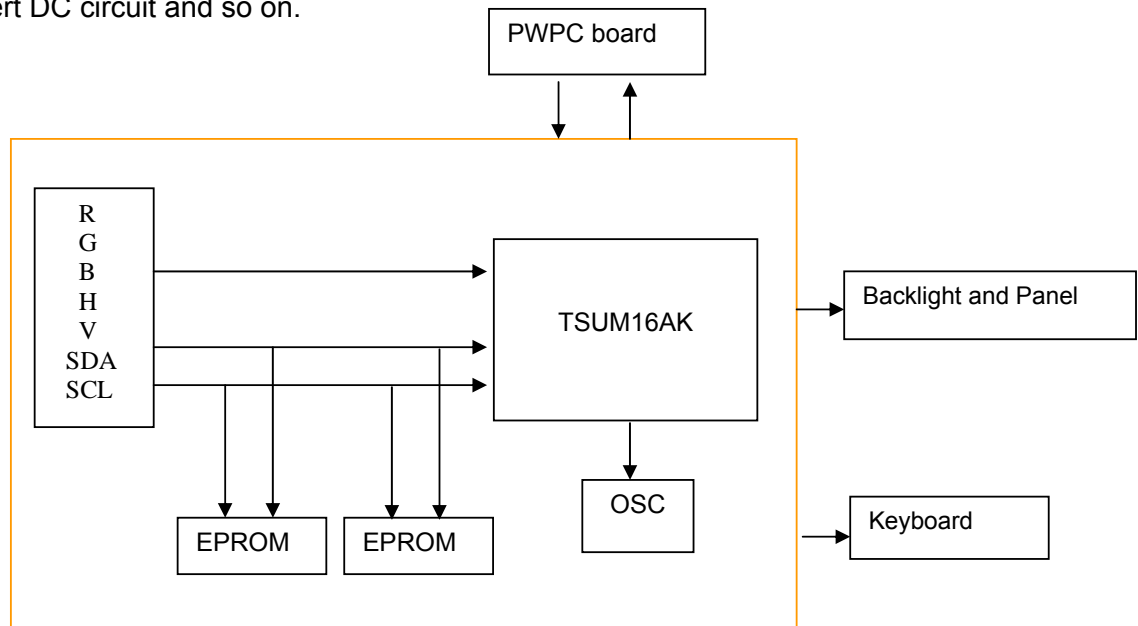 ert DC circuit and so on.
PWPC board
R
G
B
H
V
SDA
SCL
TSUM16AK
Backlight and Panel
OSC
Keyboard
EPROM
EPROM